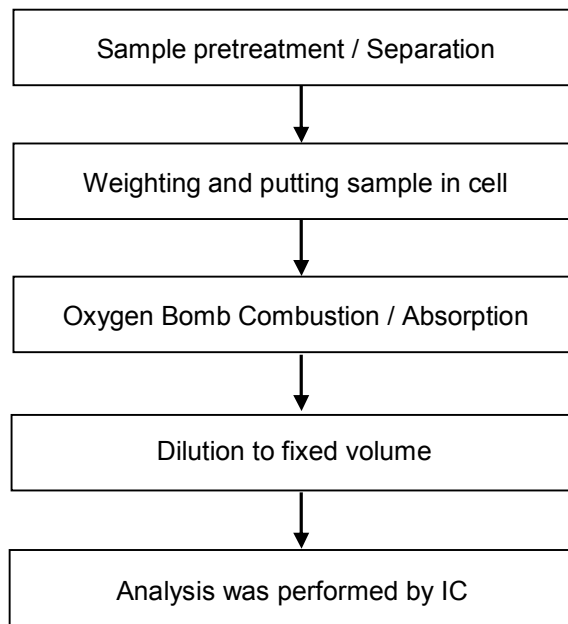 Sample pretreatment / Separation
Weighting and putting sample in cell
Oxygen Bomb Combustion / Absorption
Dilution to fixed volume
Analysis was performed by IC